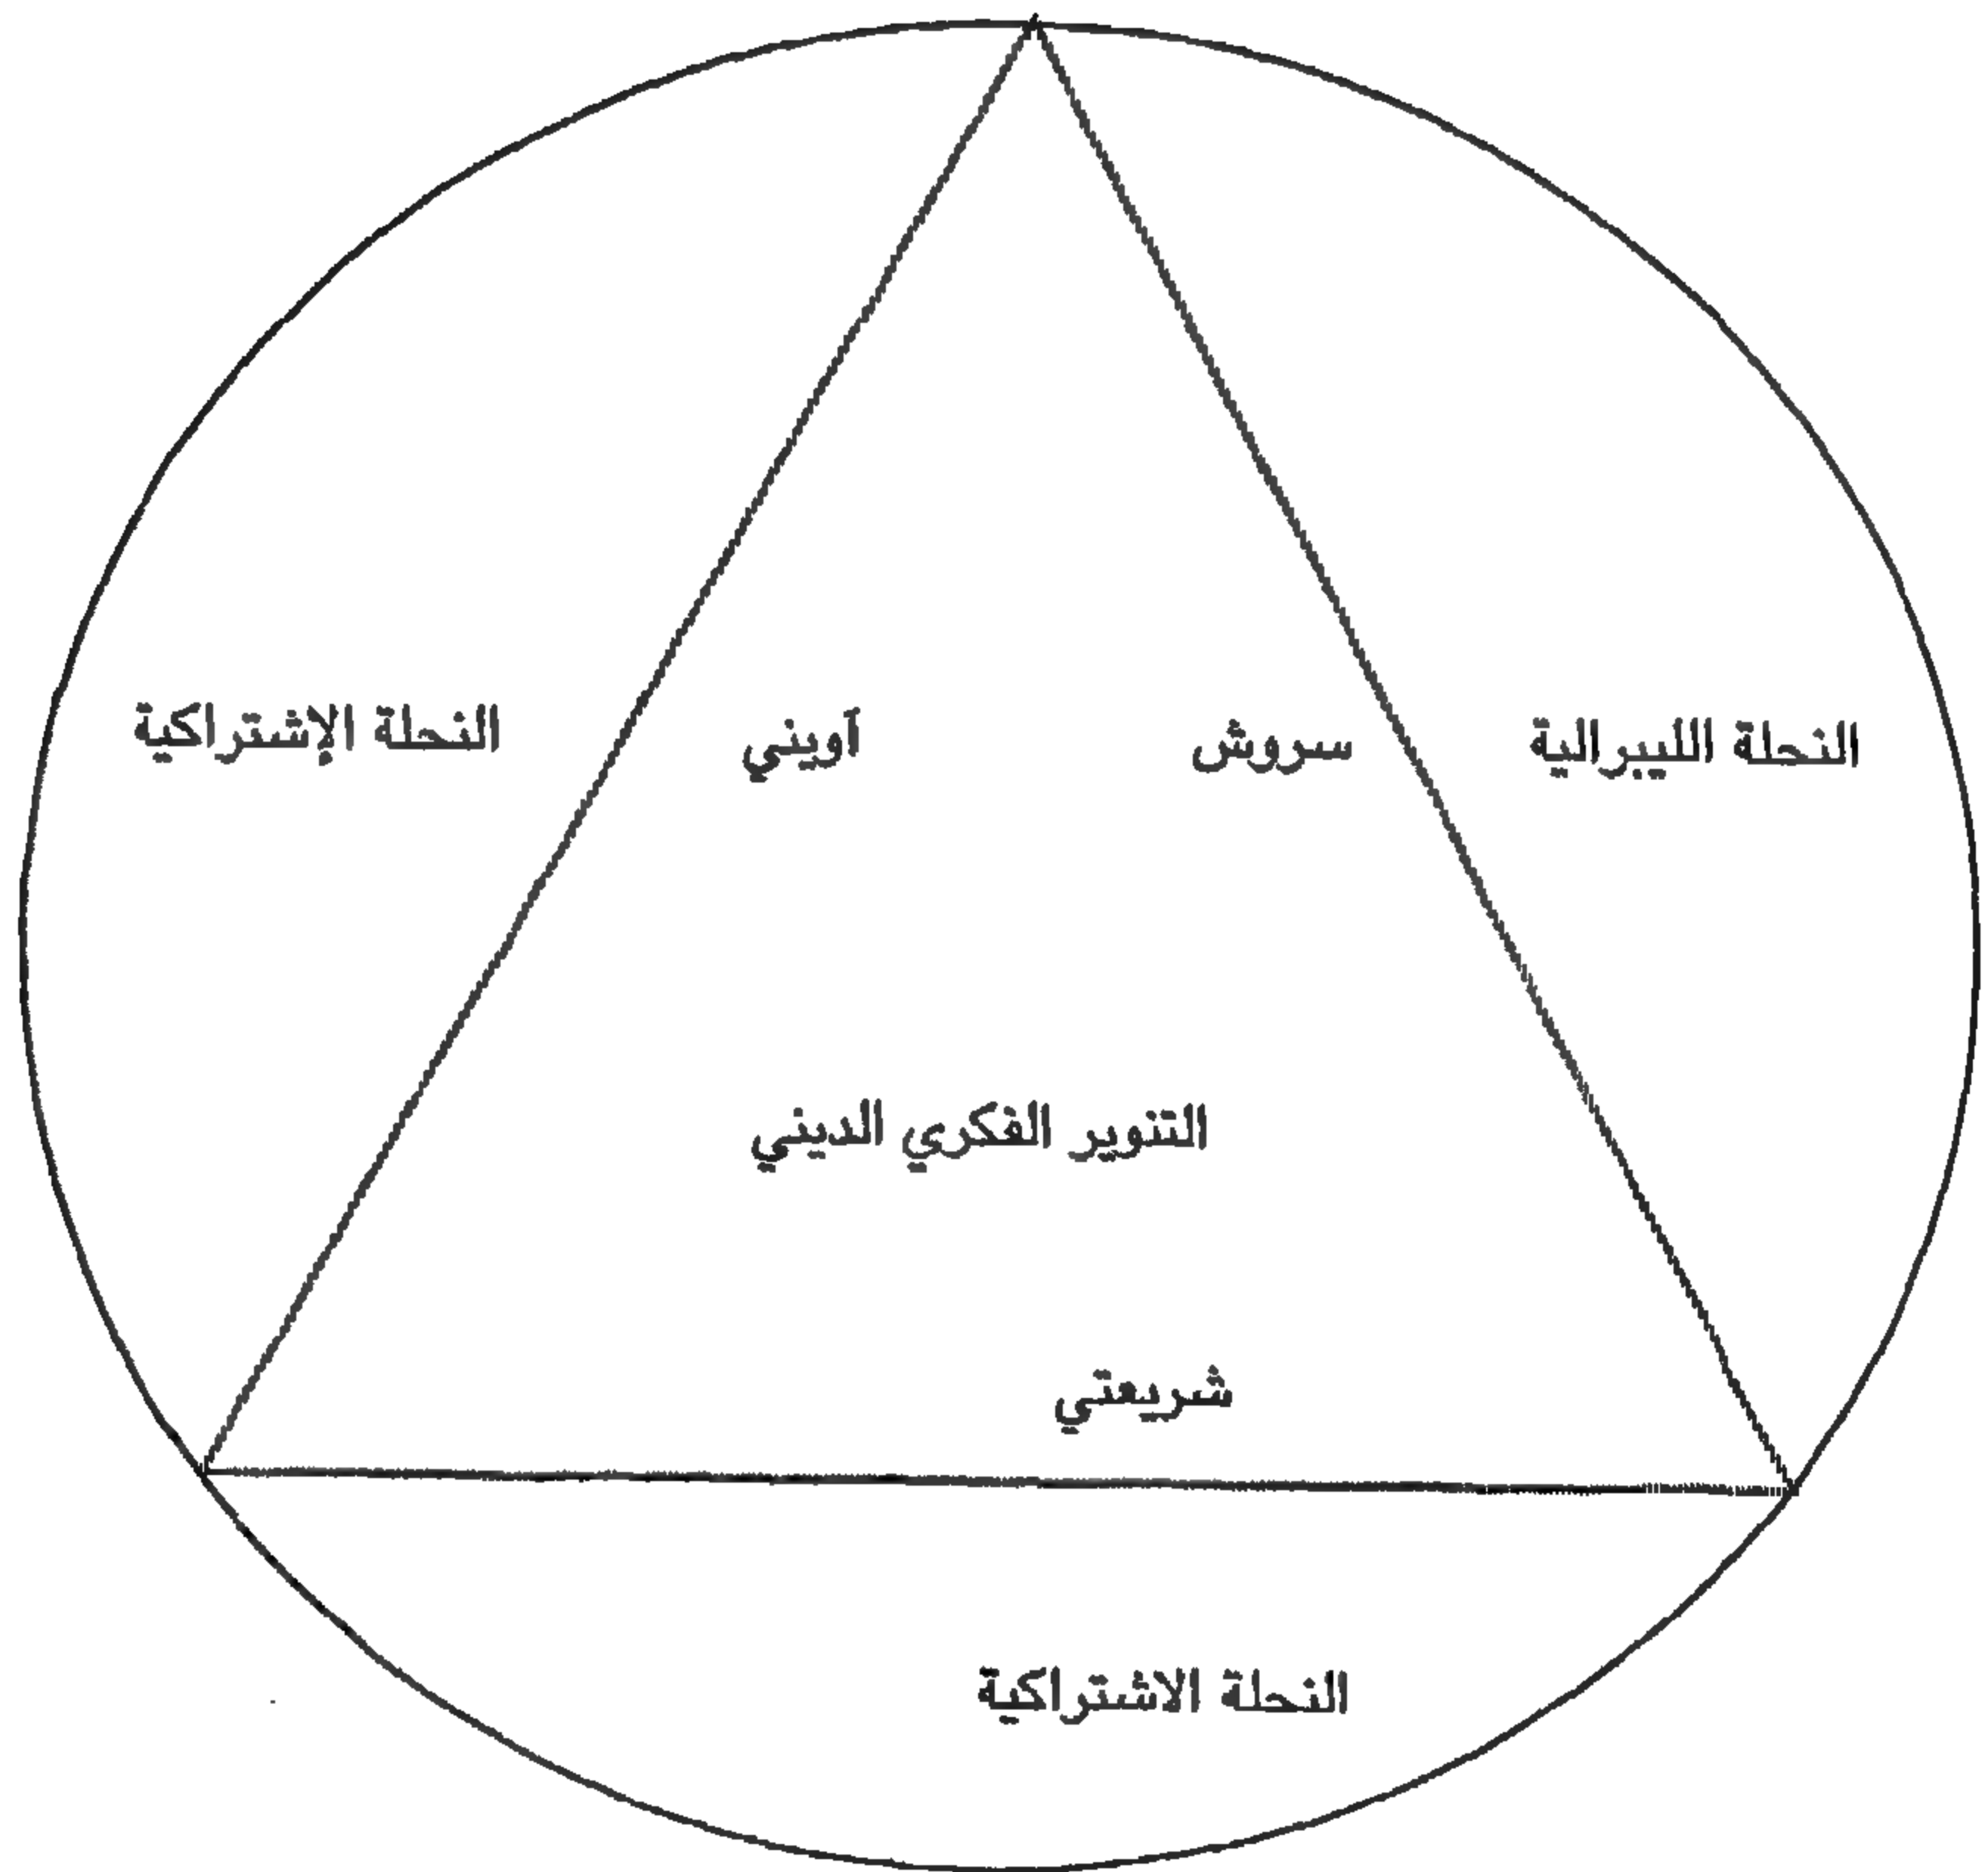 النحلة الليبرالية
سروش
آويني
النحلة الإشتراكية
التنوير الفكري الديني
شريعتي
النحلة الاشتراكية